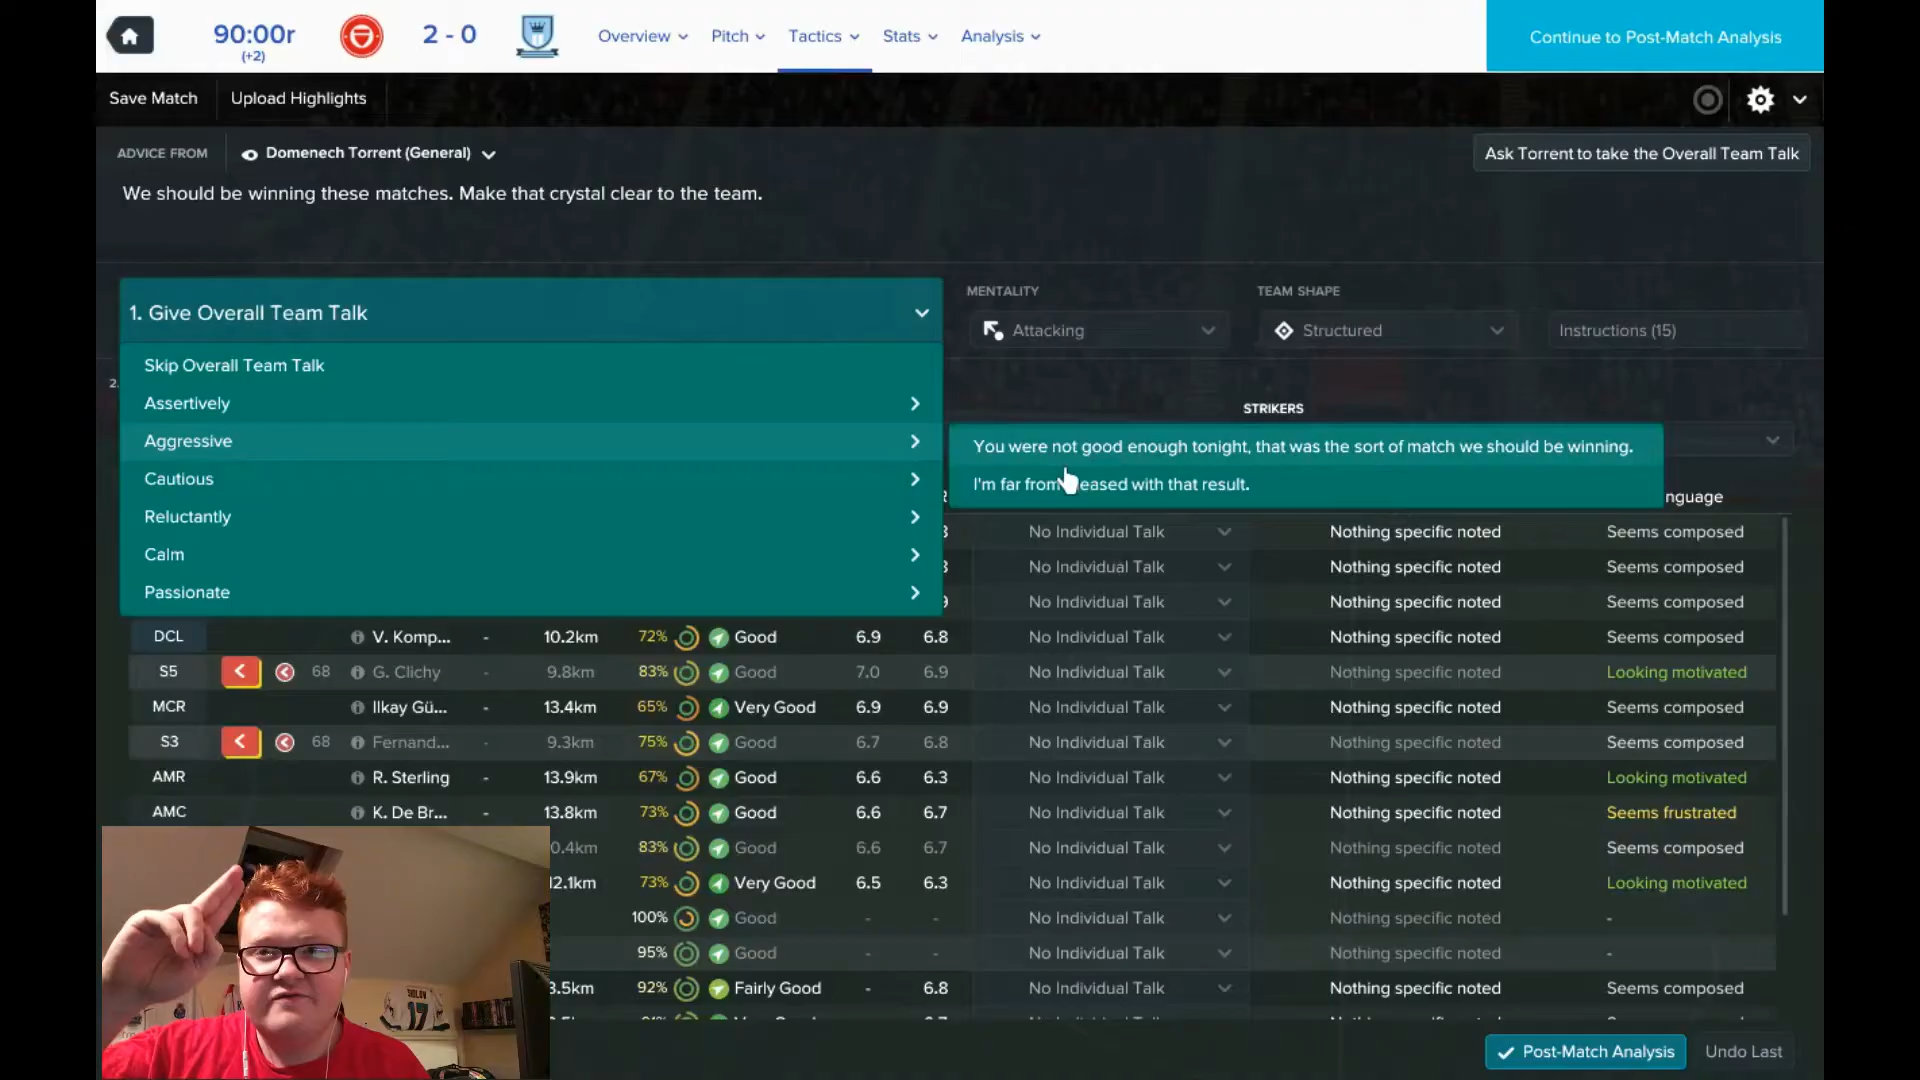 90:00r
(+2)
2 - 0
Overview
Pitch
Tactics
Stats
Analysis
Continue to Post-Match Analysis
Save Match
Upload Highlights
ADVICE FROM
Domenech Torrent (General)
Ask Torrent to take the Overall Team Talk
We should be winning these matches. Make that crystal clear to the team.
1. Give Overall Team Talk
MENTALITY
Attacking
TEAM SHAPE
Structured
Instructions (15)
Skip Overall Team Talk
Assertively
Aggressive
Cautious
Reluctantly
Calm
Passionate
2.
STRIKERS
You were not good enough tonight, that was the sort of match we should be winning.
I'm far from pleased with that result.
nguage
No Individual Talk Nothing specific noted Seems composed
No Individual Talk Nothing specific noted Seems composed
No Individual Talk Nothing specific noted Seems composed
DCL V. Komp... - 10.2km 72% Good 6.9 6.8 No Individual Talk Nothing specific noted Seems composed
S5 68 G. Clichy - 9.8km 83% Good 7.0 6.9 No Individual Talk Nothing specific noted Looking motivated
MCR Ilkay Gü... - 13.4km 65% Very Good 6.9 6.9 No Individual Talk Nothing specific noted Seems composed
S3 68 Fernand... - 9.3km 75% Good 6.7 6.8 No Individual Talk Nothing specific noted Seems composed
AMR R. Sterling - 13.9km 67% Good 6.6 6.3 No Individual Talk Nothing specific noted Looking motivated
AMC K. De Br... - 13.8km 73% Good 6.6 6.7 No Individual Talk Nothing specific noted Seems frustrated
0.4km 83% Good 6.6 6.7 No Individual Talk Nothing specific noted Seems composed
12.1km 73% Very Good 6.5 6.3 No Individual Talk Nothing specific noted Looking motivated
100% Good - - No Individual Talk Nothing specific noted -
95% Good - - No Individual Talk Nothing specific noted -
3.5km 92% Fairly Good - 6.8 No Individual Talk Nothing specific noted Seems composed
17
Post-Match Analysis
Undo Last